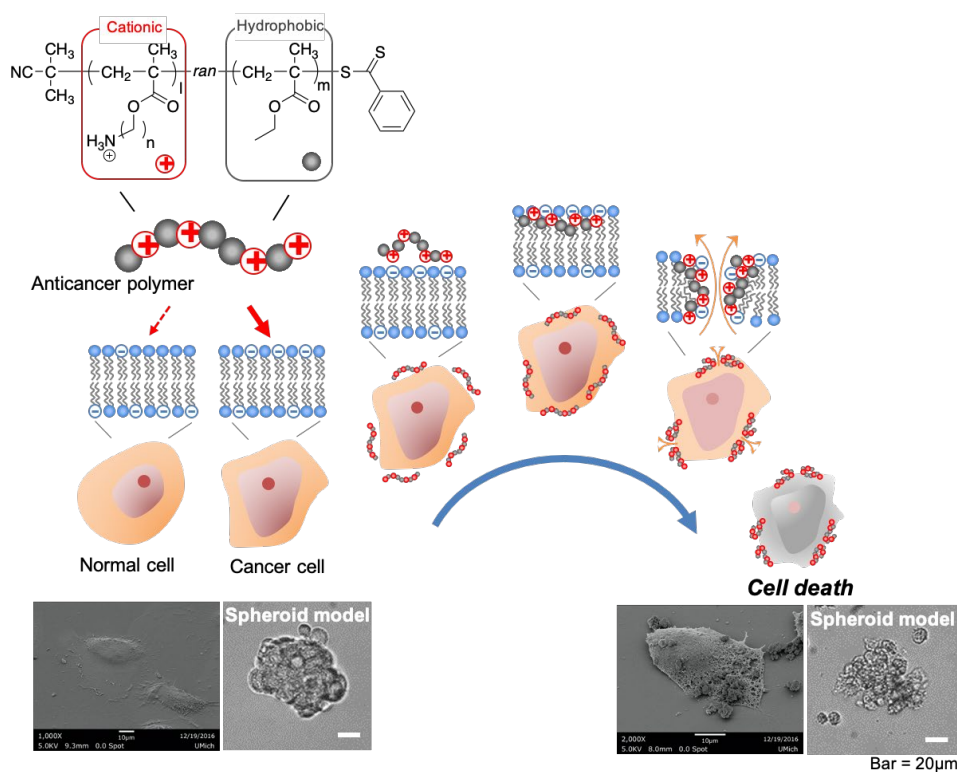 Cationic
Hydrophobic
CH₃
CH₃
CH₃
NC
CH₂
C
ran
CH₂
C
S
S
CH₃
l
m
O
O
O
O
H₃N
n
Anticancer polymer
Normal cell
Cancer cell
Cell death
Spheroid model
1,000X
10μm
12/19/2016
5.0KV 9.3mm 0.0 Spot
UMich
Spheroid model
2,000X
10μm
12/19/2016
5.0KV 8.0mm 0.0 Spot
UMich
Bar = 20μm